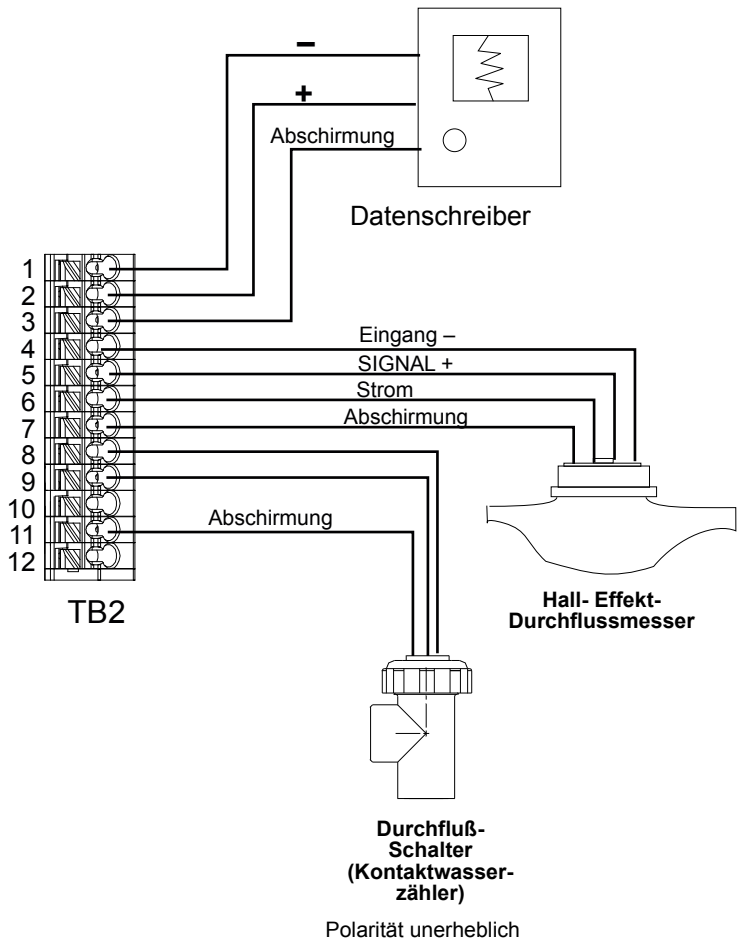 –
+
Abschirmung
Datenschreiber
1
2
3
4
5
6
7
8
9
10
11
12
TB2
Eingang –
SIGNAL +
Strom
Abschirmung
Abschirmung
Hall- Effekt-
Durchflussmesser
Durchfluß-
Schalter
(Kontaktwasser-
zähler)
Polarität unerheblich